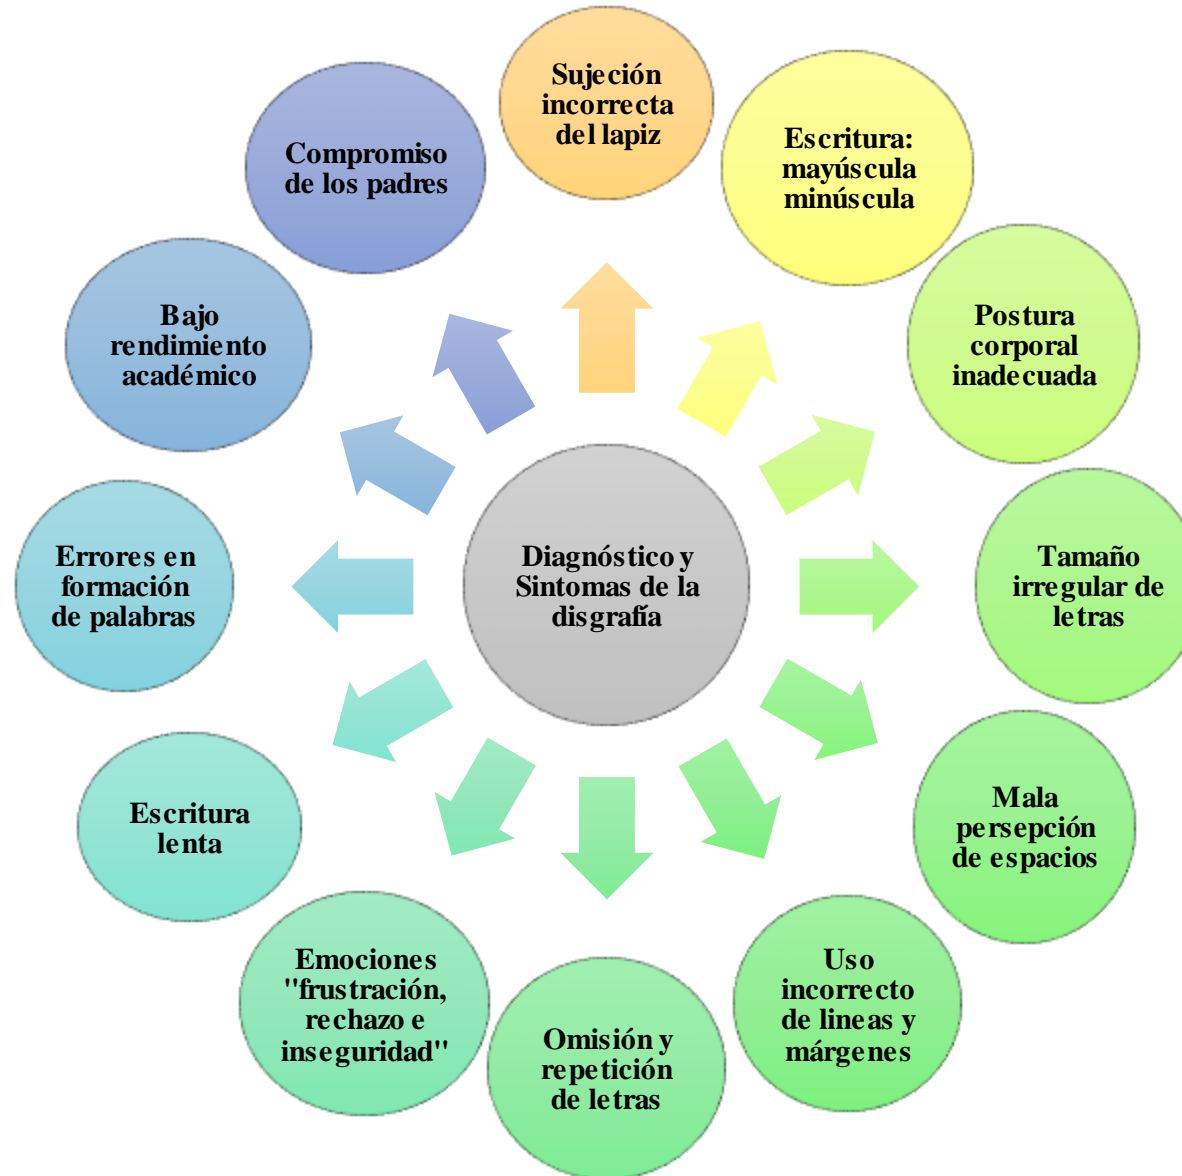 Sujeción
incorrecta
del lapiz
Escritura:
mayúscula
minúscula
Postura
corporal
inadecuada
Tamaño
irregular de
letras
Mala
persepción
de espacios
Uso
incorrecto
de lineas y
márgenes
Omisión y
repetición
de letras
Emociones
"frustración,
rechazo e
inseguridad"
Escritura
lenta
Errores en
formación
de palabras
Bajo
rendimiento
académico
Compromiso
de los padres
Diagnóstico y
Sintomas de la
disgrafía